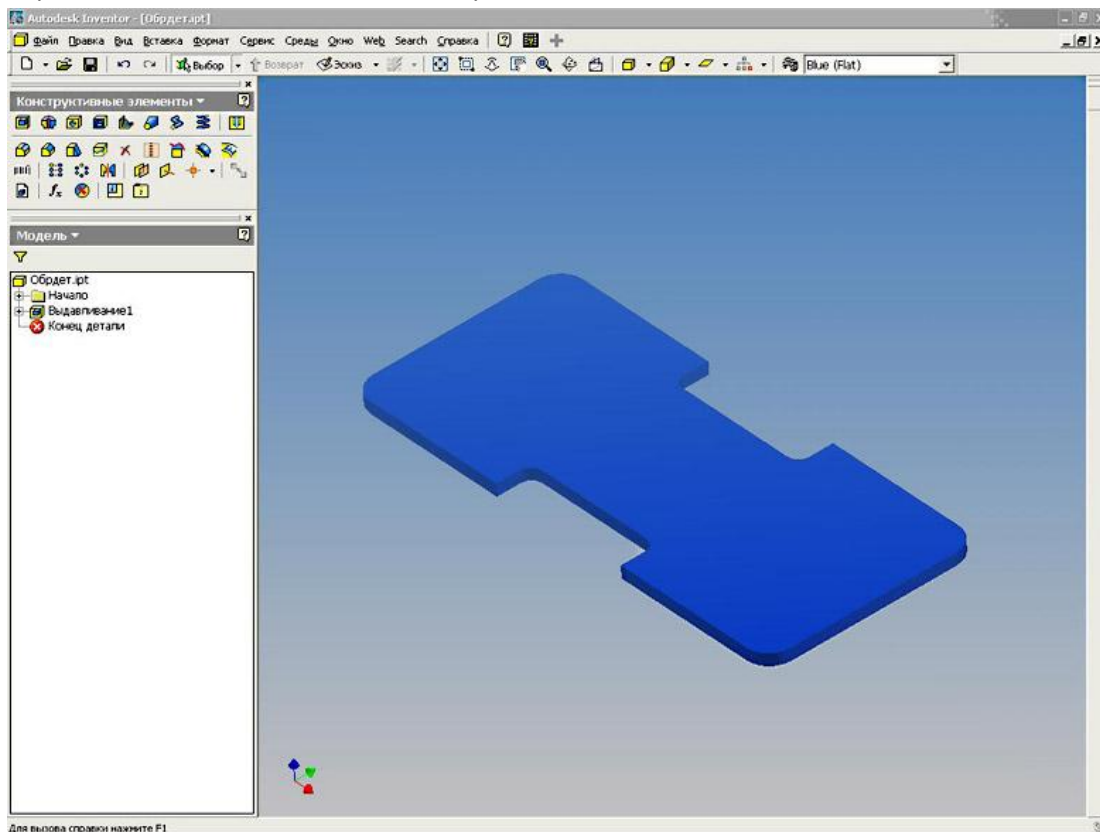 Autodesk Inventor - [Обрдет.ipt]
Файл Правка Вид Вставка Формат Сервис Среды Окно Web Search Справка
Выбор Возврат Эскиз Blue (Flat)
Конструктивные элементы
Модель
Обрдет.ipt
Начало
Выдавливание1
Конец детали
Для вызова справки нажмите F1